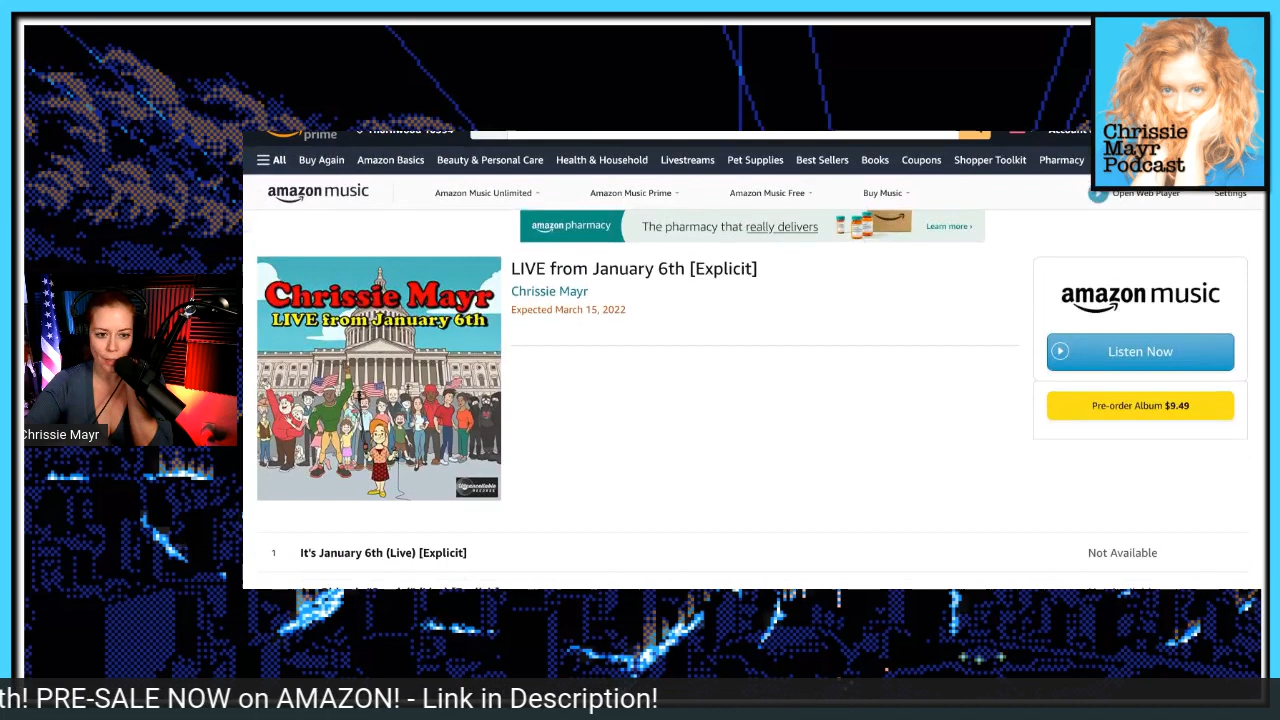 Chrissie
Mayr
Podcast
prime
All Buy Again Amazon Basics Beauty & Personal Care Health & Household Livestreams Pet Supplies Best Sellers Books Coupons Shopper Toolkit Pharmacy
amazon music Amazon Music Unlimited Amazon Music Prime Amazon Music Free Buy Music Open Web Player Settings
amazon pharmacy The pharmacy that really delivers Learn more ›
LIVE from January 6th [Explicit]
Chrissie Mayr
Expected March 15, 2022
Chrissie Mayr
LIVE from January 6th
amazon music
Listen Now
Pre-order Album $9.49
Chrissie Mayr
1 It's January 6th (Live) [Explicit] Not Available
th! PRE-SALE NOW on AMAZON! - Link in Description!